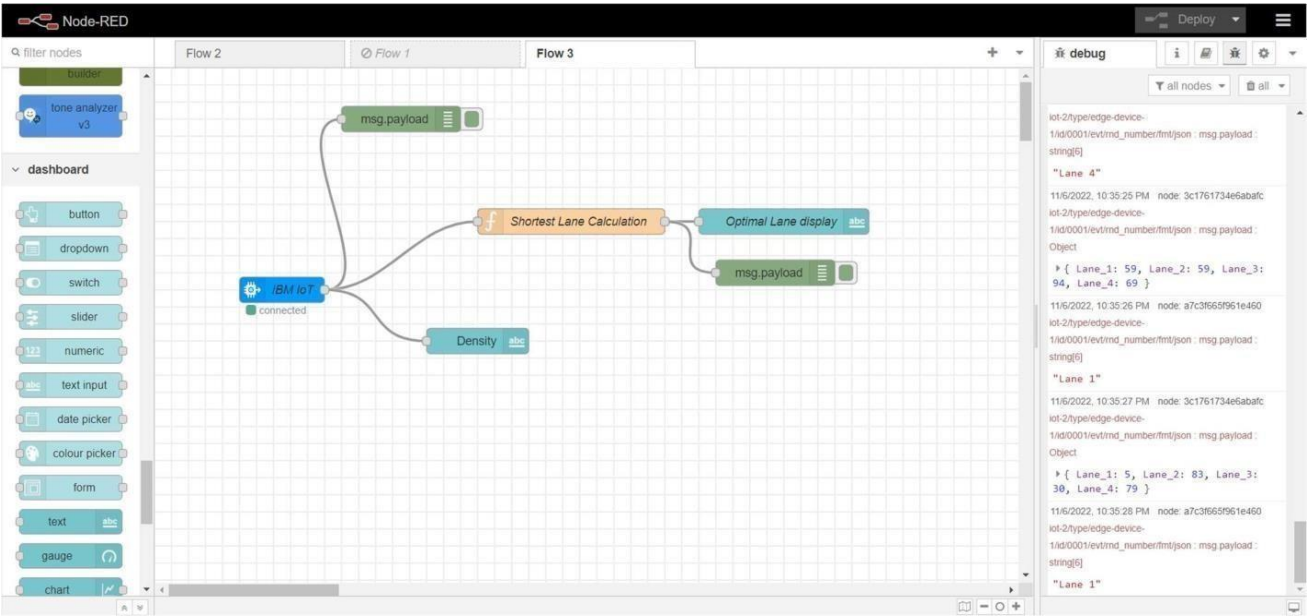 Node-RED
Deploy
filter nodes
Flow 2
Flow 1
Flow 3
debug
i
all nodes
all
builder
tone analyzer
v3
dashboard
button
dropdown
switch
slider
123 numeric
abc text input
date picker
colour picker
form
text abc
gauge
chart
msg.payload
f Shortest Lane Calculation
Optimal Lane display abc
msg.payload
IBM IoT
connected
Density abc
iot-2/type/edge-device-
1/id/0001/evt/rnd_number/fmt/json : msg.payload :
string[6]
"Lane 4"
11/6/2022, 10:35:25 PM node: 3c1761734e6abafc
iot-2/type/edge-device-
1/id/0001/evt/rnd_number/fmt/json : msg.payload :
Object
{ Lane_1: 59, Lane_2: 59, Lane_3:
94, Lane_4: 69 }
11/6/2022, 10:35:26 PM node: a7c3f665f961e460
iot-2/type/edge-device-
1/id/0001/evt/rnd_number/fmt/json : msg.payload :
string[6]
"Lane 1"
11/6/2022, 10:35:27 PM node: 3c1761734e6abafc
iot-2/type/edge-device-
1/id/0001/evt/rnd_number/fmt/json : msg.payload :
Object
{ Lane_1: 5, Lane_2: 83, Lane_3:
30, Lane_4: 79 }
11/6/2022, 10:35:28 PM node: a7c3f665f961e460
iot-2/type/edge-device-
1/id/0001/evt/rnd_number/fmt/json : msg.payload :
string[6]
"Lane 1"